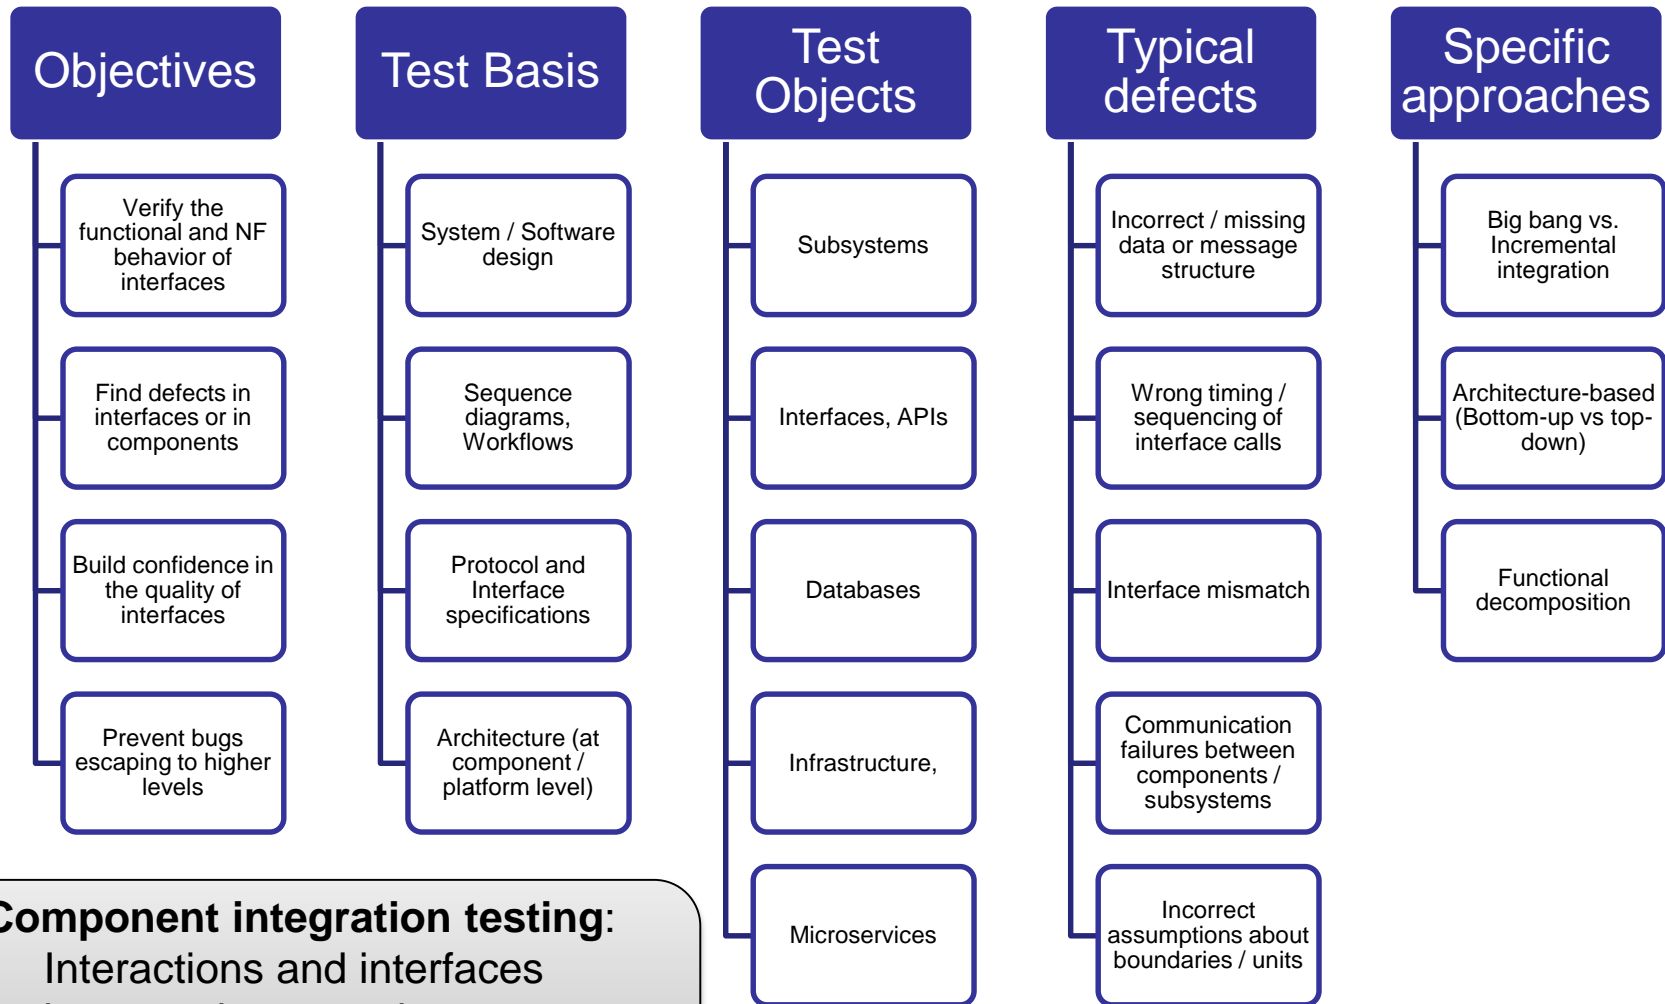 Objectives
Verify the
functional and NF
behavior of
interfaces
Find defects in
interfaces or in
components
Build confidence in
the quality of
interfaces
Prevent bugs
escaping to higher
levels
Test Basis
System / Software
design
Sequence
diagrams,
Workflows
Protocol and
Interface
specifications
Architecture (at
component /
platform level)
Test
Objects
Subsystems
Interfaces, APIs
Databases
Infrastructure,
Microservices
Typical
defects
Incorrect / missing
data or message
structure
Wrong timing /
sequencing of
interface calls
Interface mismatch
Communication
failures between
components /
subsystems
Incorrect
assumptions about
boundaries / units
Specific
approaches
Big bang vs.
Incremental
integration
Architecture-based
(Bottom-up vs top-
down)
Functional
decomposition
Component integration testing:
Interactions and interfaces